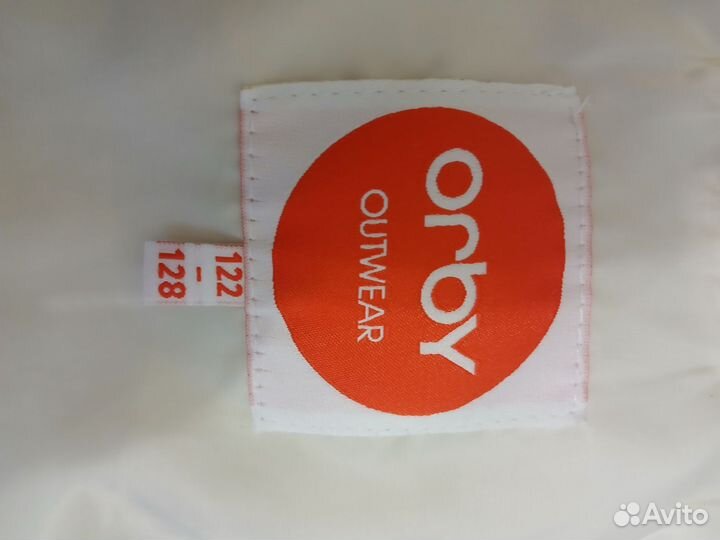 orby
OUTWEAR
122
-
128
Avito